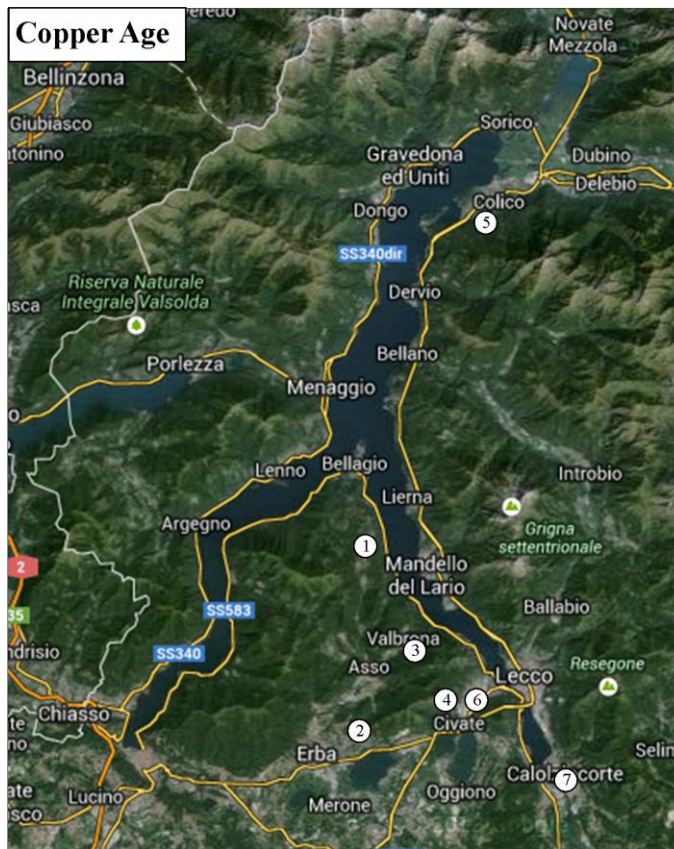 Copper Age
Novate
Mezzola
Bellinzona
Giubiasco
Sorico
Gravedona
ed Uniti
Dubino
Delebio
Colico
Dongo
5
SS340dir
Riserva Naturale
Integrale Valsolda
Dervio
Bellano
Porlezza
Menaggio
Bellagio
Lenno
Introbio
Lierna
Argegno
Grigna
settentrionale
1
2
Mandello
del Lario
SS583
Ballabio
35
Valbrona
3
SS340
Asso
Resegone
Lecco
4
6
Chiasso
Civate
2
Erba
Calolziocorte
7
Lucino
Oggiono
Merone